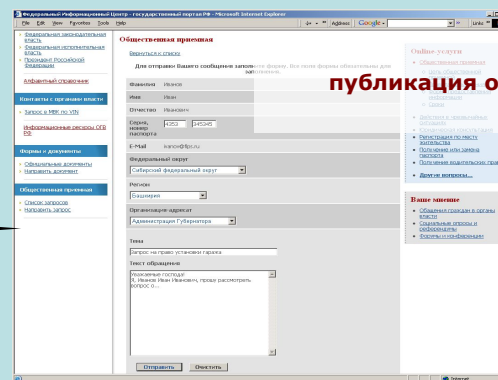 Федеральный Информационный Центр - государственный портал РФ - Microsoft Internet Explorer
File Edit View Favorites Tools Help
Address Google Links
Федеральная законодательная власть
Федеральная исполнительная власть
Президент Российской Федерации
Алфавитный справочник
Контакты с органами власти
Запрос в МВК по VIN
Информационные ресурсы ОГВ РФ
Формы и документы
Официальные документы
Направить документ
Общественная приемная
Список запросов
Направить запрос
Общественная приемная
Вернуться к списку
Для отправки Вашего сообщения заполните форму. Все поля формы обязательны для заполнения.
Фамилия Иванов
Имя Иван
Отчество Иванович
Серия, номер паспорта 4353 345345
E-Mail ivanov@fips.ru
Федеральный округ
Сибирский федеральный округ
Регион
Башкирия
Организация-адресат
Администрация Губернатора
Тема
Запрос на право установки гаража
Текст обращения
Уважаемые господа!
Я, Иванов Иван Иванович, прошу рассмотреть
вопрос о...
Отправить Очистить
публикация о
Online-услуги
Общественная приемная
Регистрация по месту жительства
Получение или замена паспорта
Получение водительских прав
Другие вопросы...
Ваше мнение
Обращения граждан в органы власти
Социальные опросы и референдумы
Форумы и конференции
Internet